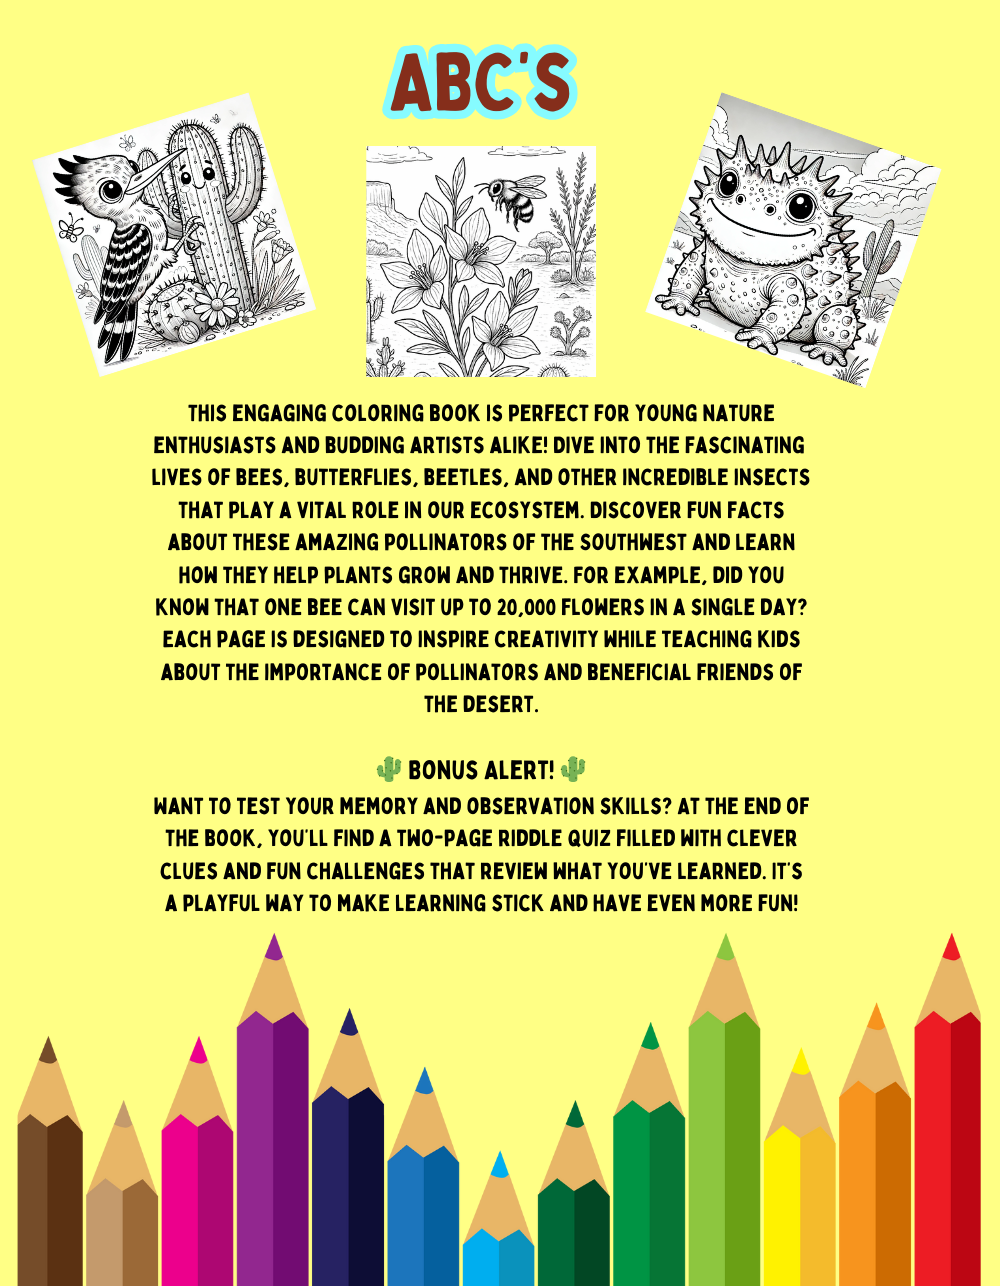 ABC'S
THIS ENGAGING COLORING BOOK IS PERFECT FOR YOUNG NATURE
ENTHUSIASTS AND BUDDING ARTISTS ALIKE! DIVE INTO THE FASCINATING
LIVES OF BEES, BUTTERFLIES, BEETLES, AND OTHER INCREDIBLE INSECTS
THAT PLAY A VITAL ROLE IN OUR ECOSYSTEM. DISCOVER FUN FACTS
ABOUT THESE AMAZING POLLINATORS OF THE SOUTHWEST AND LEARN
HOW THEY HELP PLANTS GROW AND THRIVE. FOR EXAMPLE, DID YOU
KNOW THAT ONE BEE CAN VISIT UP TO 20,000 FLOWERS IN A SINGLE DAY?
EACH PAGE IS DESIGNED TO INSPIRE CREATIVITY WHILE TEACHING KIDS
ABOUT THE IMPORTANCE OF POLLINATORS AND BENEFICIAL FRIENDS OF
THE DESERT.
🌵 BONUS ALERT! 🌵
WANT TO TEST YOUR MEMORY AND OBSERVATION SKILLS? AT THE END OF
THE BOOK, YOU'LL FIND A TWO-PAGE RIDDLE QUIZ FILLED WITH CLEVER
CLUES AND FUN CHALLENGES THAT REVIEW WHAT YOU'VE LEARNED. IT'S
A PLAYFUL WAY TO MAKE LEARNING STICK AND HAVE EVEN MORE FUN!